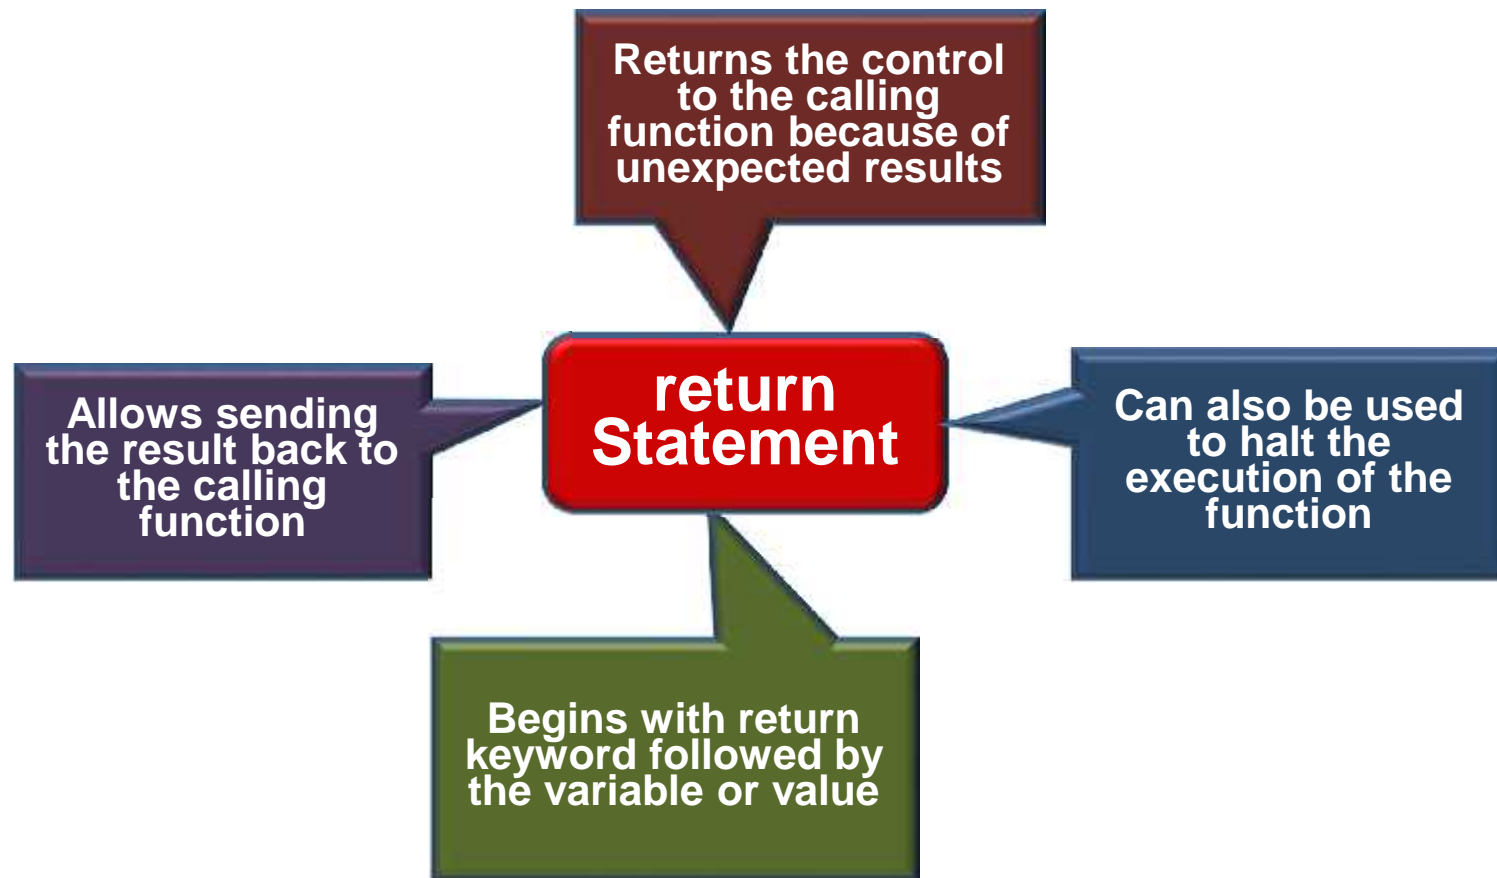 Returns the control
to the calling
function because of
unexpected results
return
Statement
Allows sending
the result back to
the calling
function
Can also be used
to halt the
execution of the
function
Begins with return
keyword followed by
the variable or value